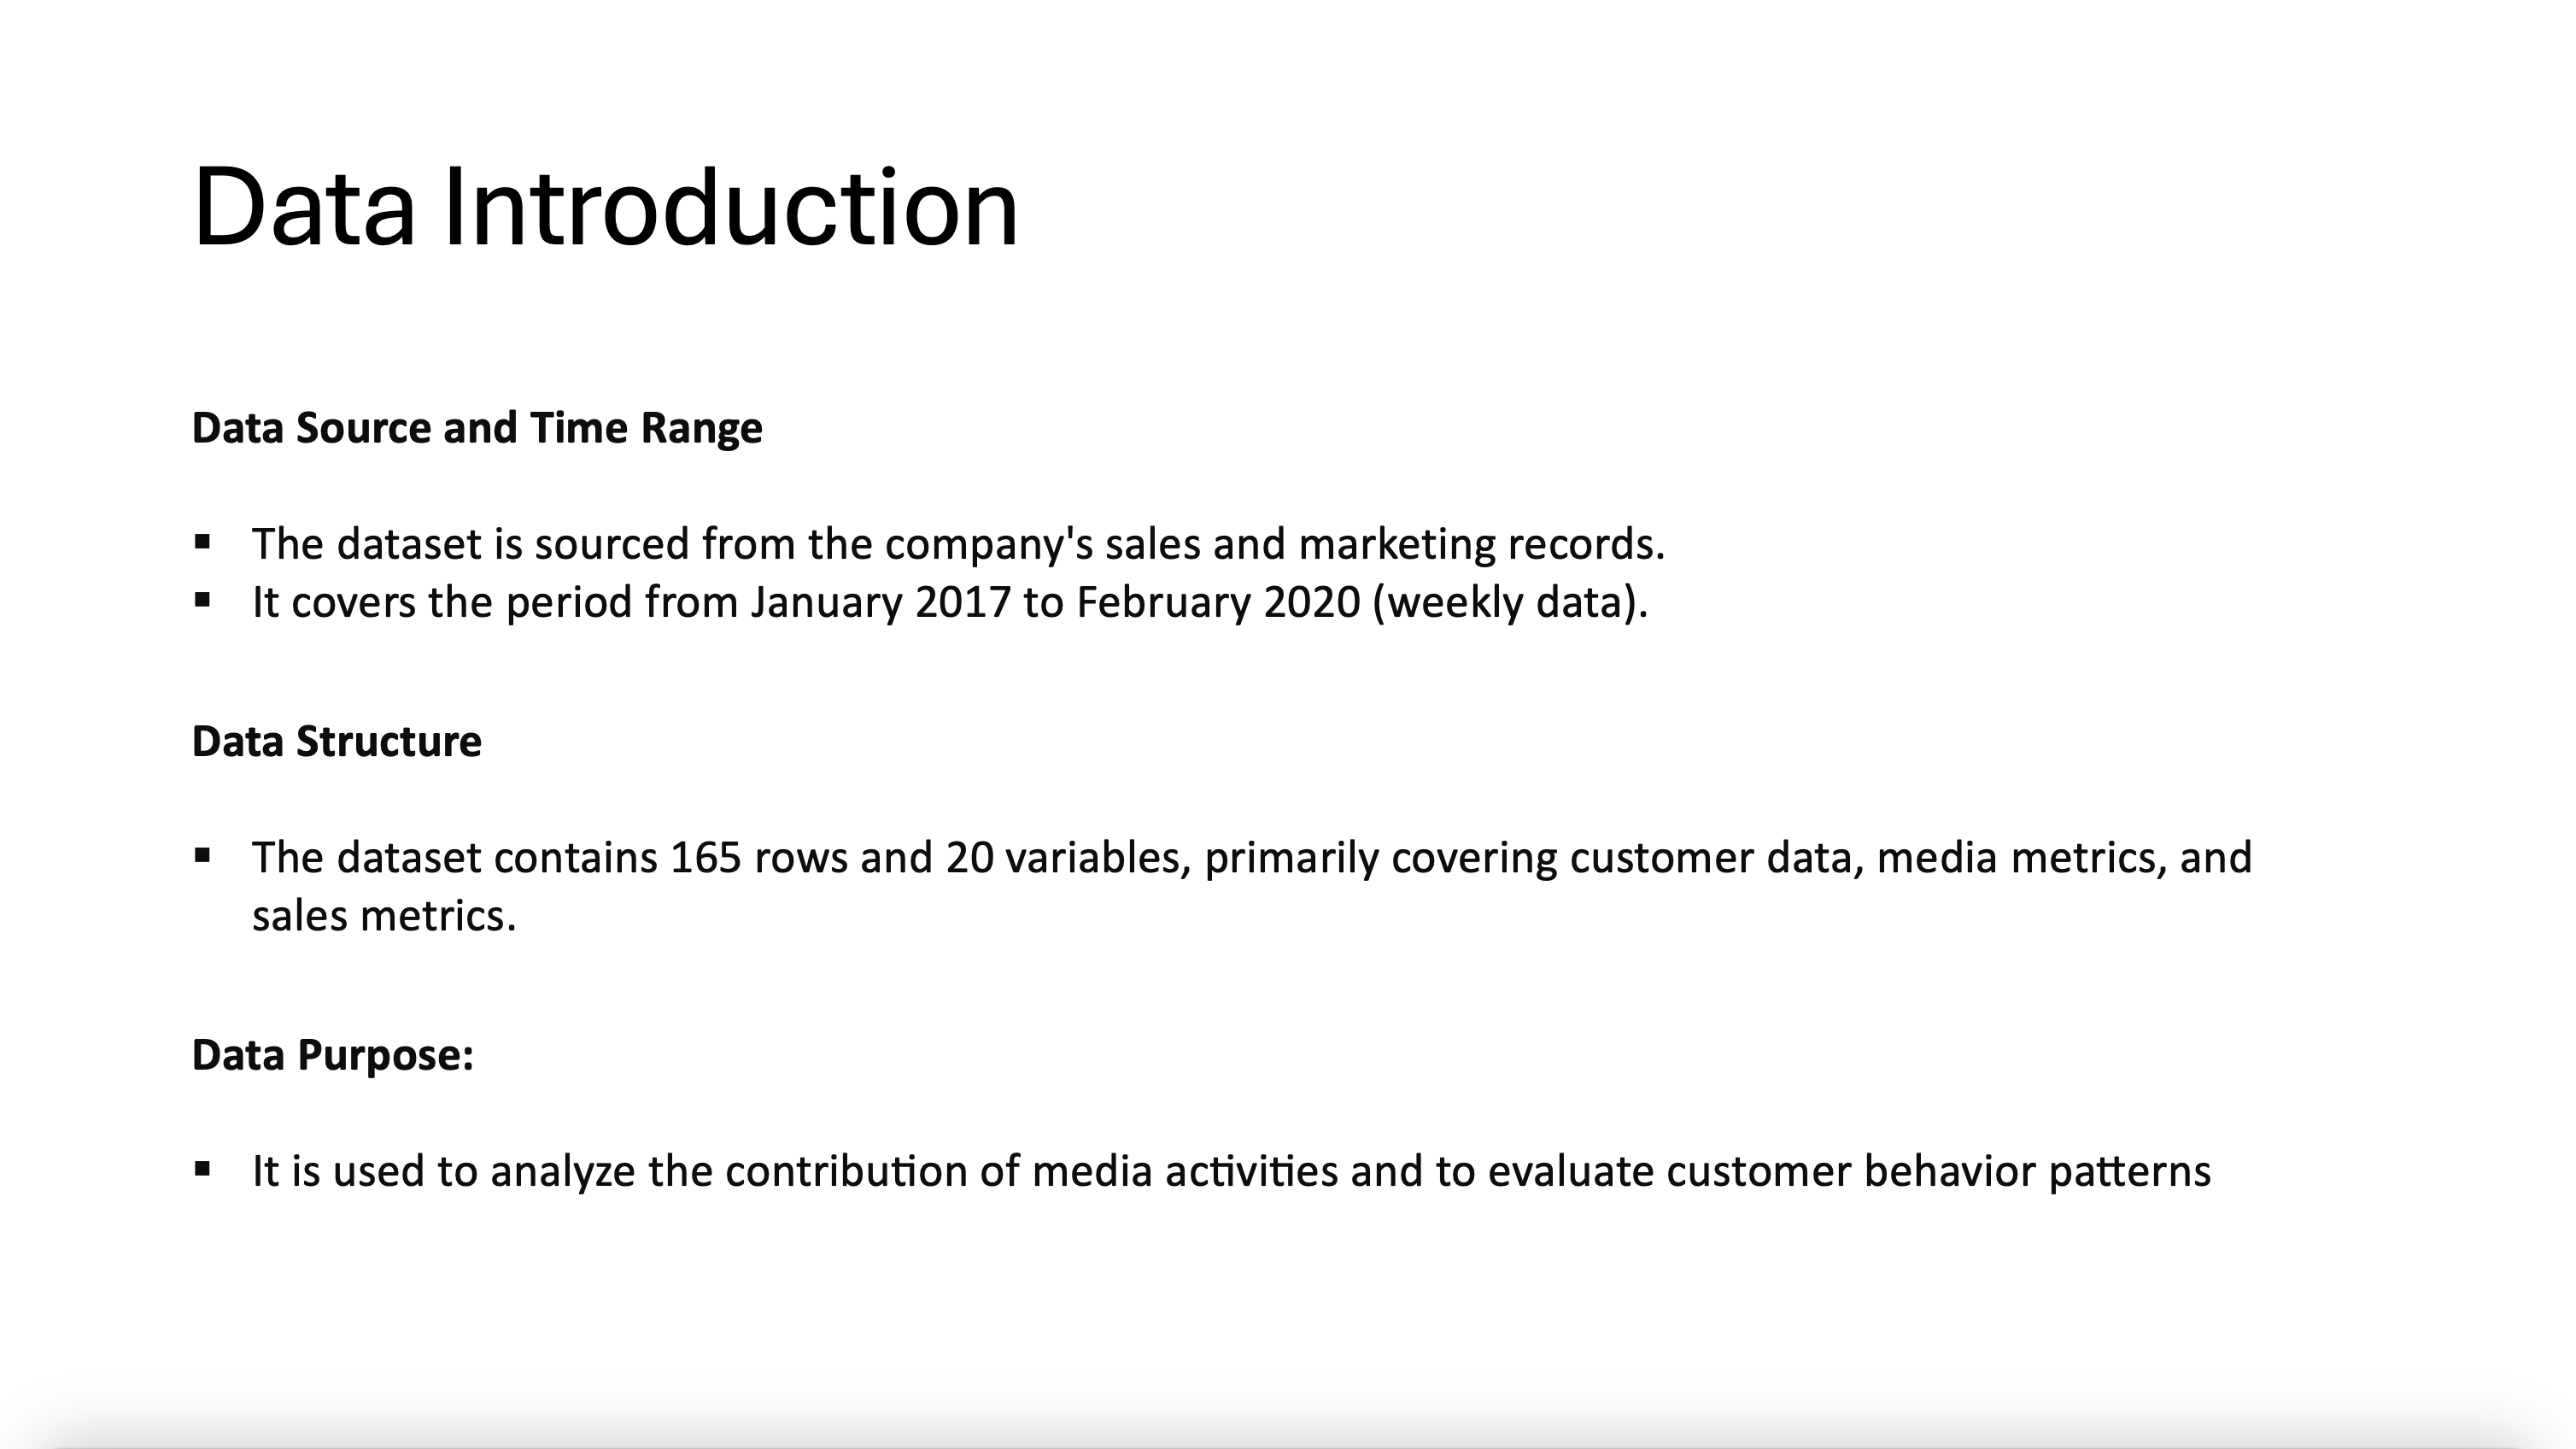 Data Introduction
Data Source and Time Range
▪ The dataset is sourced from the company's sales and marketing records.
▪ It covers the period from January 2017 to February 2020 (weekly data).
Data Structure
▪ The dataset contains 165 rows and 20 variables, primarily covering customer data, media metrics, and
sales metrics.
Data Purpose:
▪ It is used to analyze the contribution of media activities and to evaluate customer behavior patterns